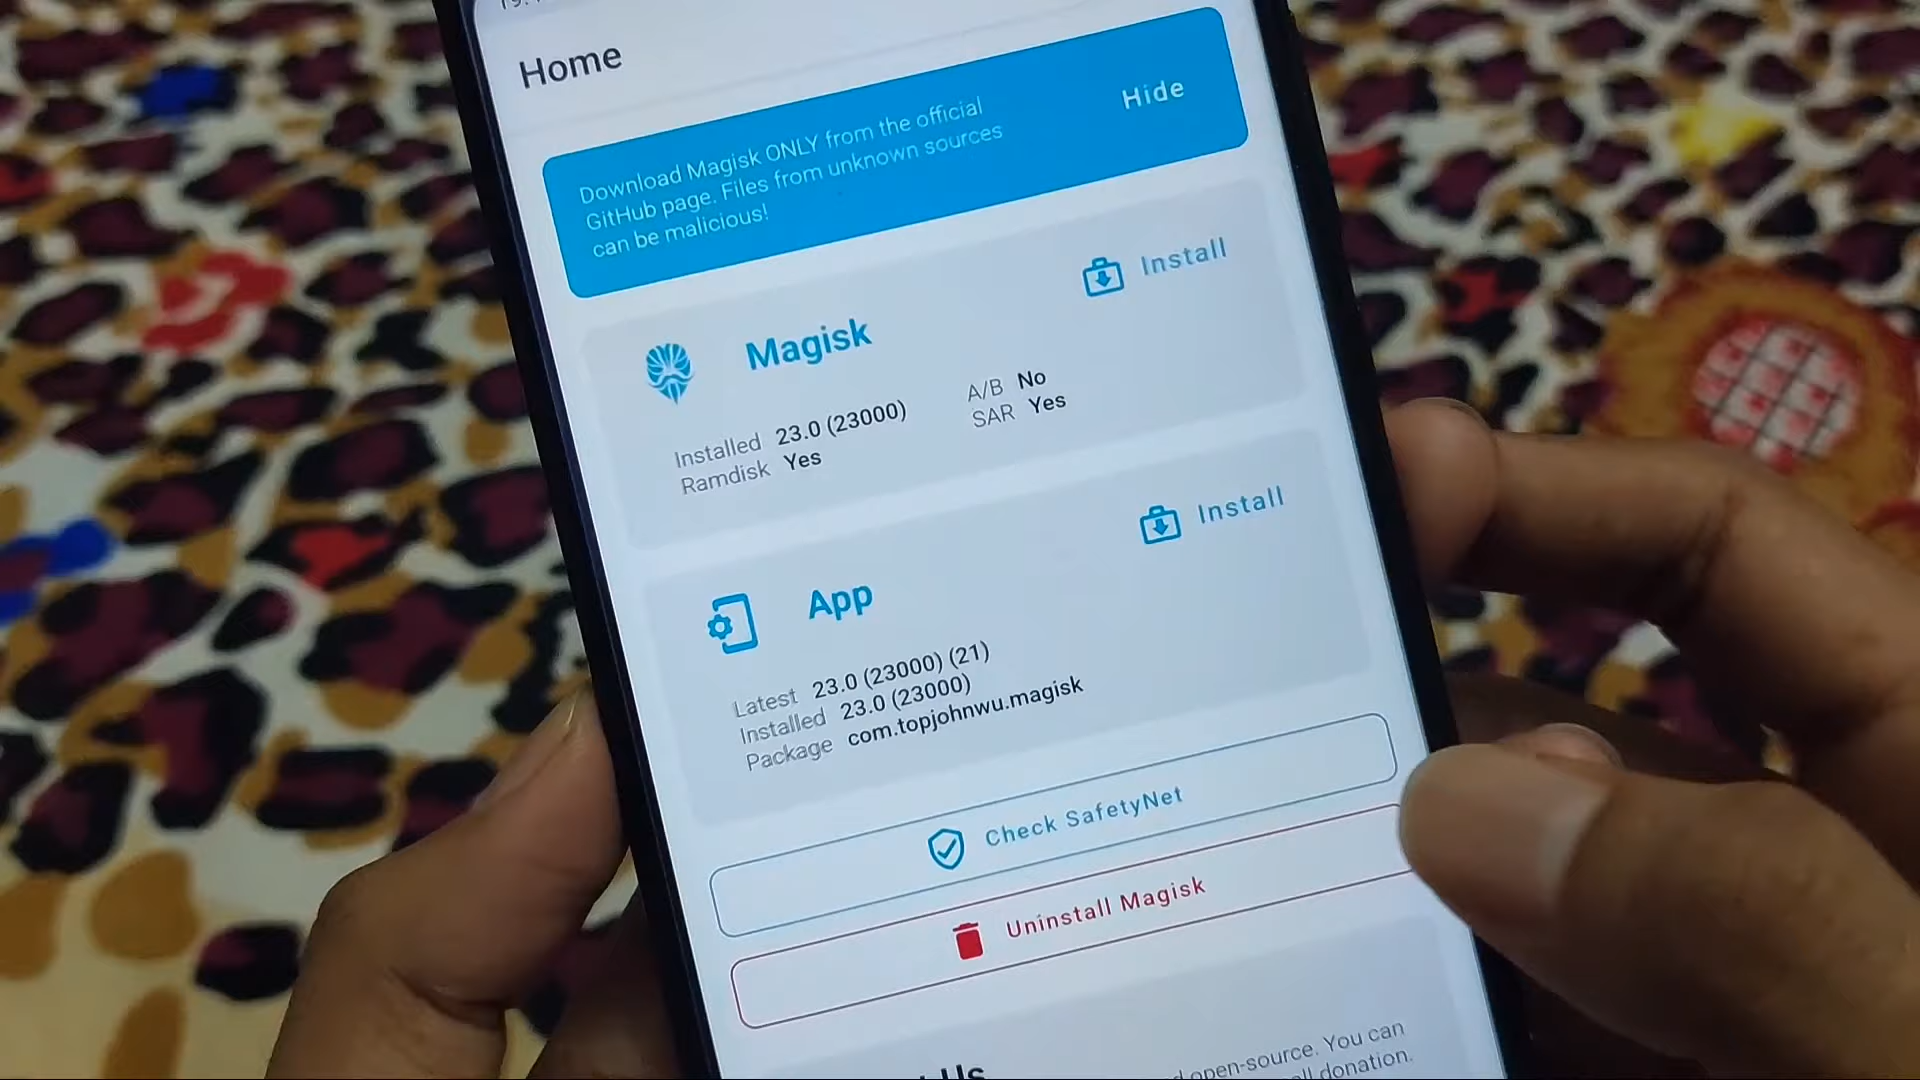 Home
Download Magisk ONLY from the official
GitHub page. Files from unknown sources
can be malicious!
Hide
Install
Magisk
Installed 23.0 (23000)
Ramdisk Yes
A/B No
SAR Yes
Install
App
Latest 23.0 (23000) (21)
Installed 23.0 (23000)
Package com.topjohnwu.magisk
Check SafetyNet
Uninstall Magisk
Us
open-source. You can
donation.